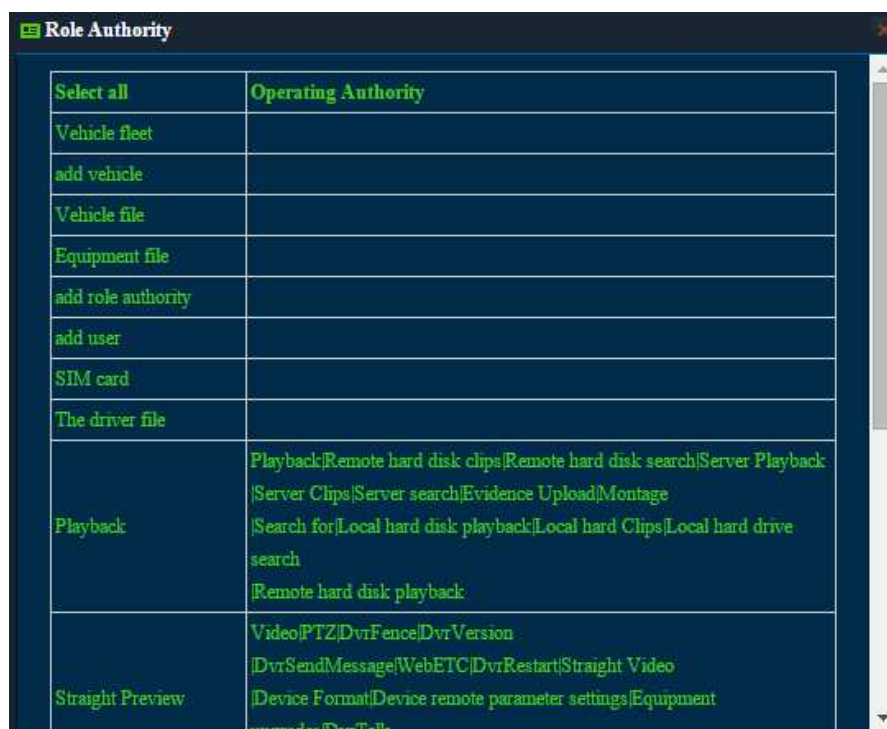 Role Authority
Select all Operating Authority
Vehicle fleet
add vehicle
Vehicle file
Equipment file
add role authority
add user
SIM card
The driver file
Playback
Playback|Remote hard disk clips|Remote hard disk search|Server Playback
|Server Clips|Server search|Evidence Upload|Montage
|Search for|Local hard disk playback|Local hard Clips|Local hard drive
search
|Remote hard disk playback
Straight Preview
Video|PTZ|DvrFence|DvrVersion
|DvrSendMessage|WebETC|DvrRestart|Straight Video
|Device Format|Device remote parameter settings|Equipment